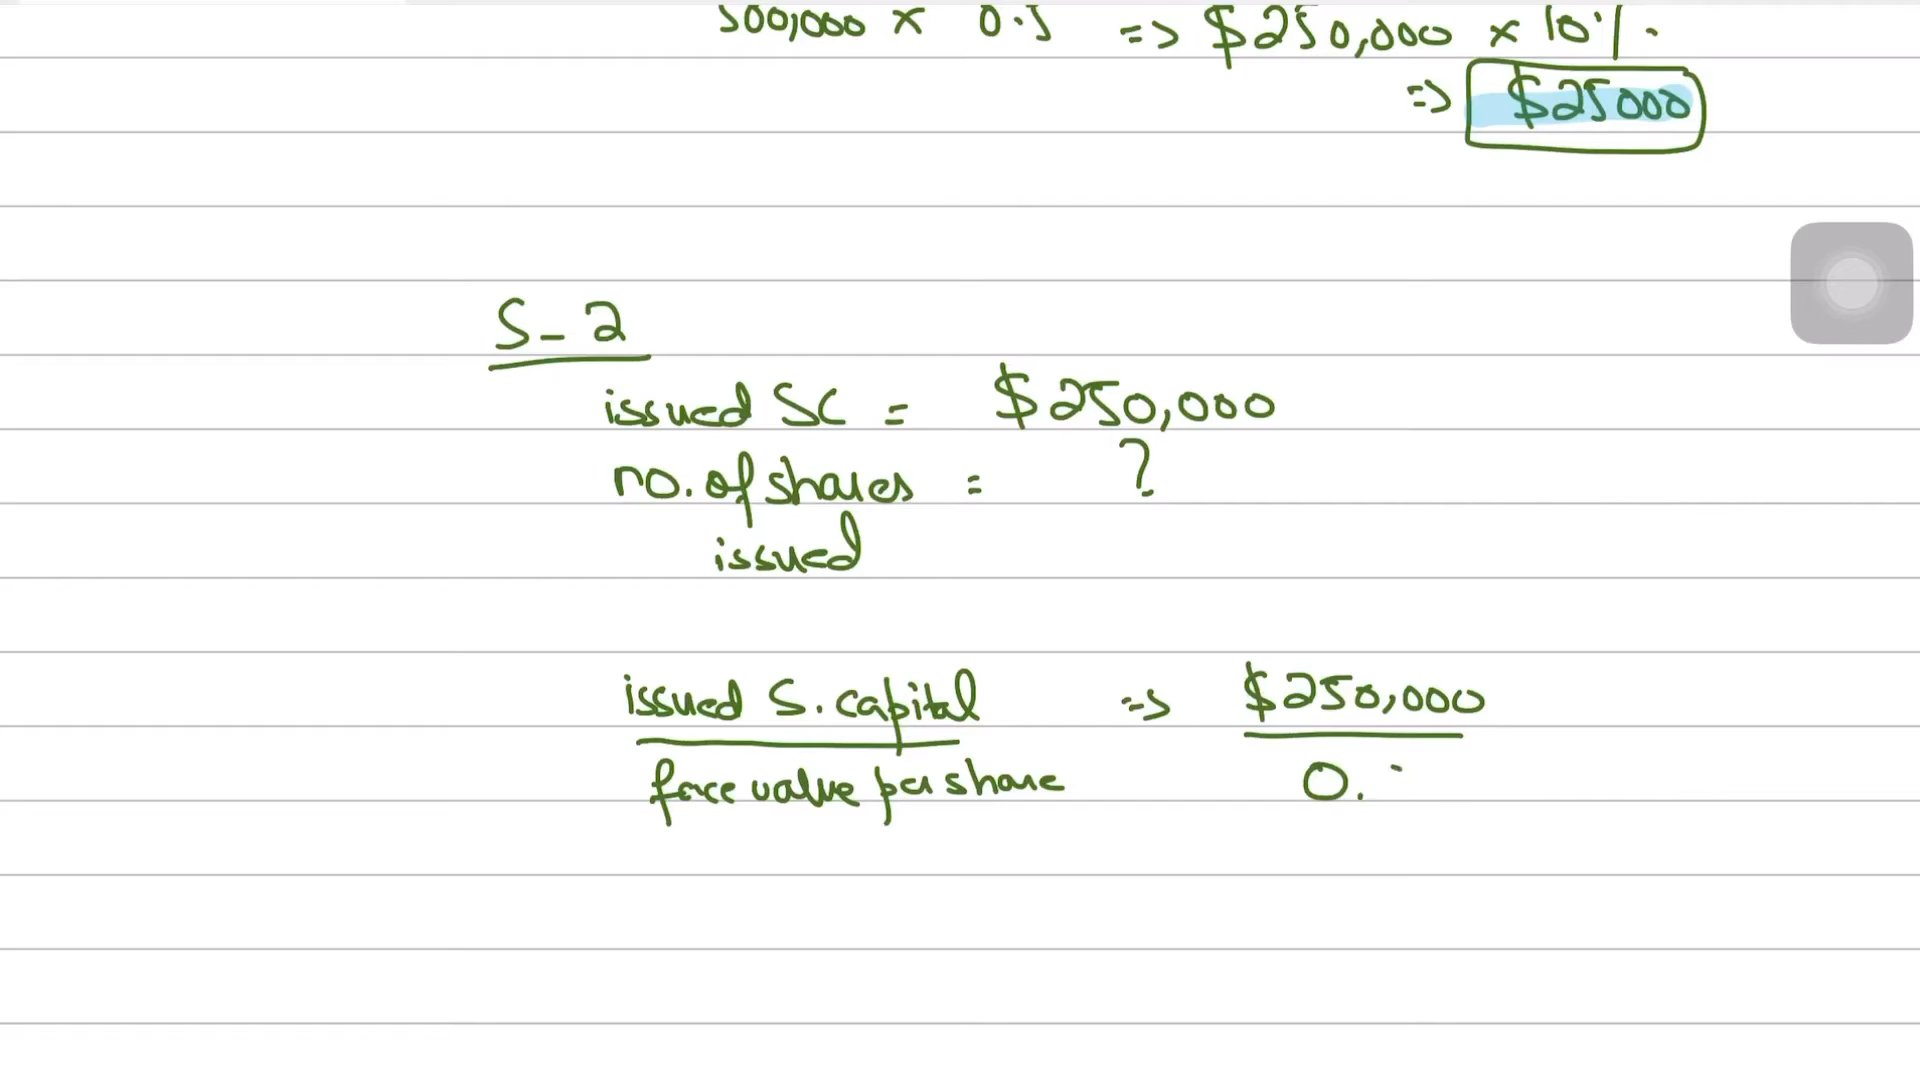 500,000 × 0.5 => $250,000 × 10%.
=> $25000
S-2
issued SC = $250,000
no. of shares = ?
issued
issued S. capital => $250,000
face value per share 0.